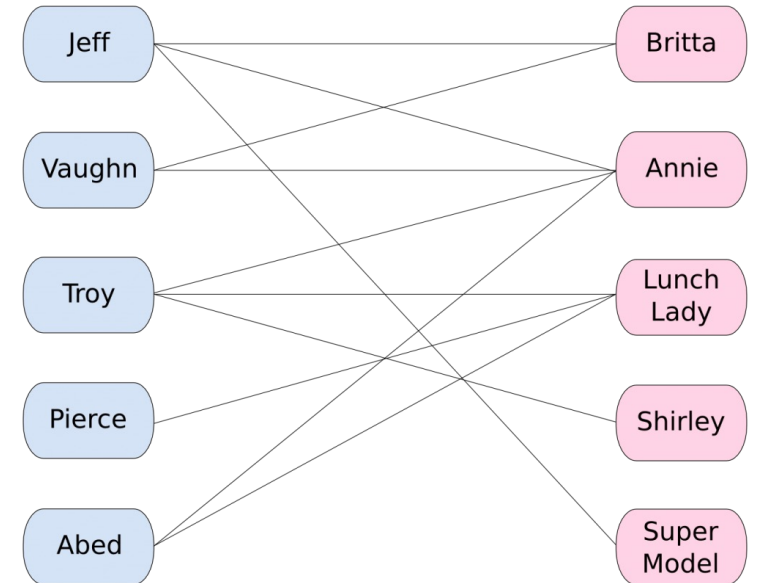 Jeff
Britta
Vaughn
Annie
Troy
Lunch
Lady
Pierce
Shirley
Abed
Super
Model